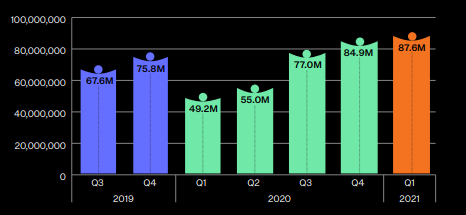 100,000,000
80,000,000
60,000,000
40,000,000
20,000,000
0
67.6M
75.8M
49.2M
55.0M
77.0M
84.9M
87.6M
Q3 Q4 Q1 Q2 Q3 Q4 Q1
2019 2020 2021